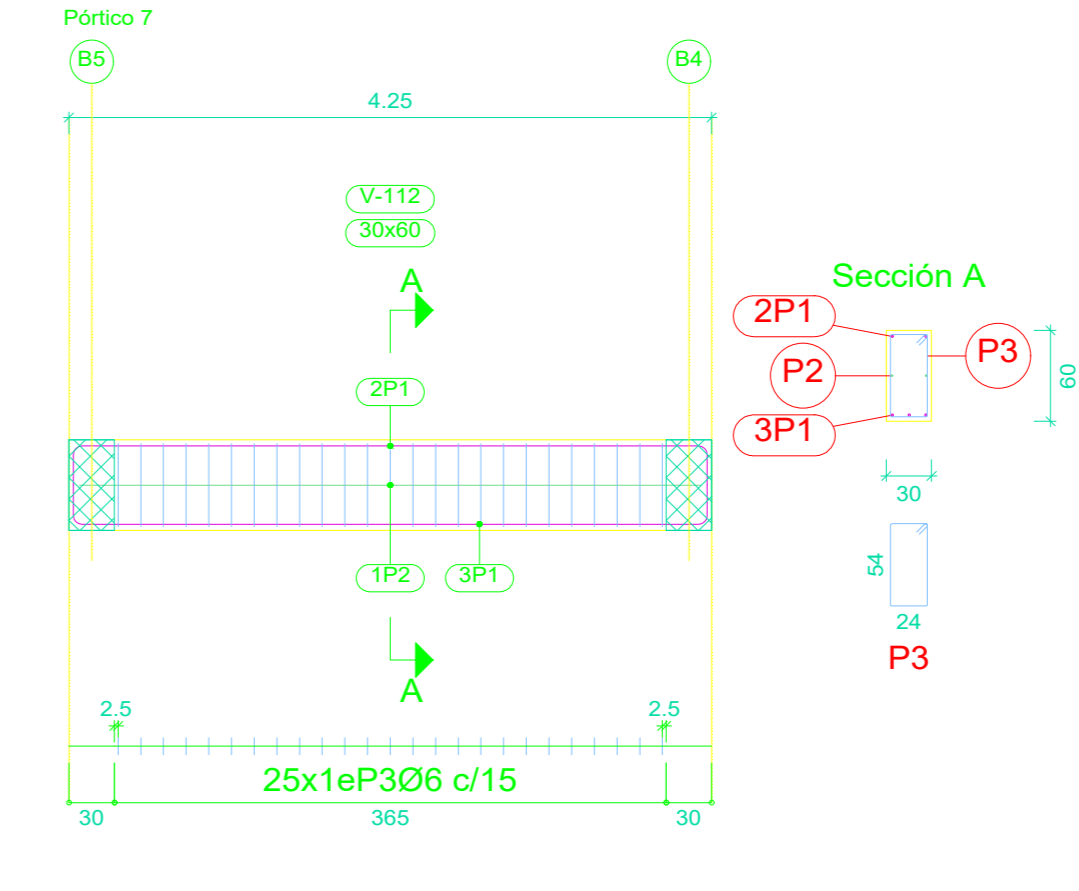 Pórtico 7
B5
B4
4.25
V-112
30x60
A
Sección A
2P1
P2
P3
3P1
60
30
2P1
1P2
3P1
54
24
P3
A
2.5
2.5
25x1eP3Ø6 c/15
30
365
30